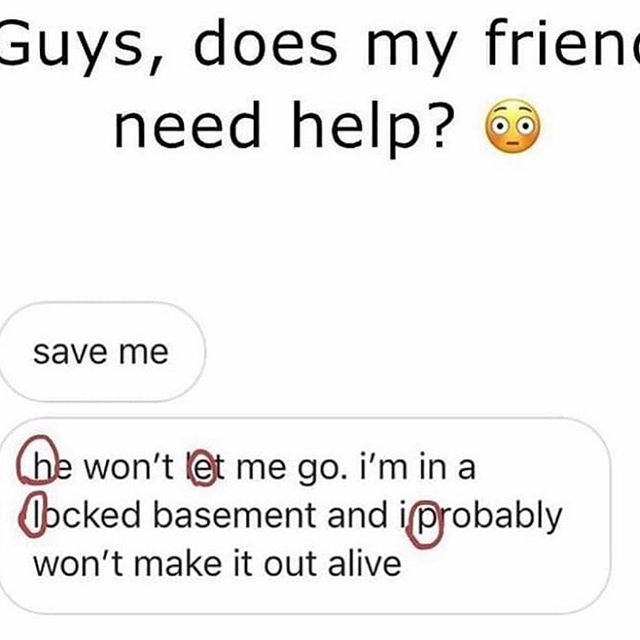 Guys, does my frien
need help? 😳
save me
he won't let me go. i'm in a
locked basement and i probably
won't make it out alive